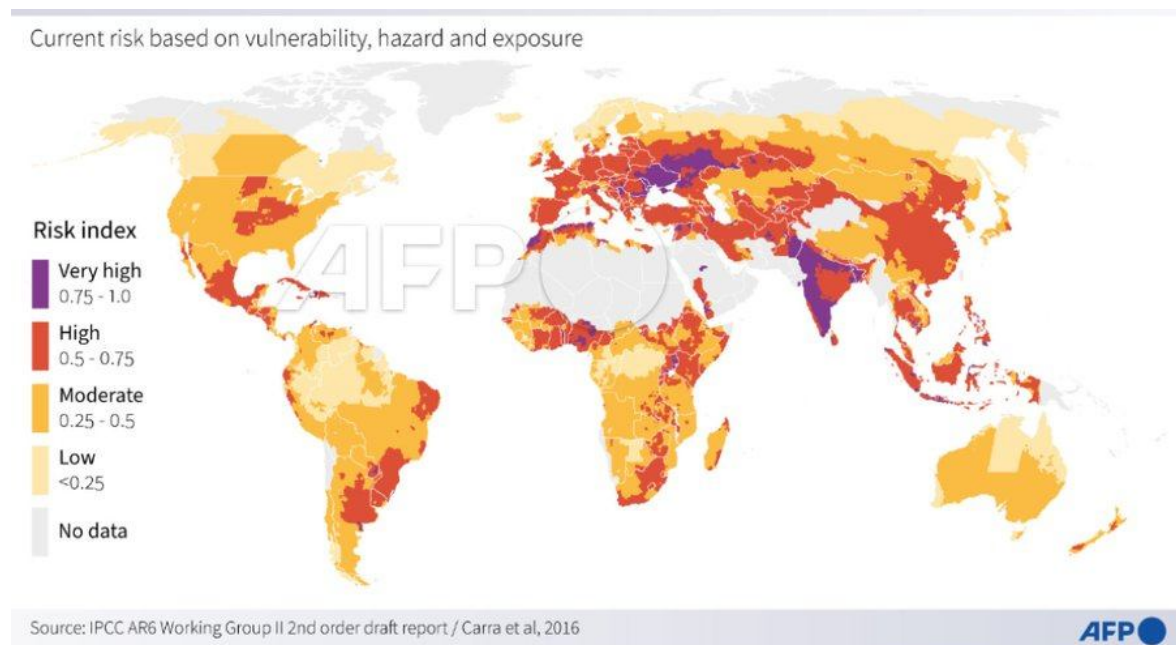 Current risk based on vulnerability, hazard and exposure
AFP
Risk index
Very high
0.75 - 1.0
High
0.5 - 0.75
Moderate
0.25 - 0.5
Low
<0.25
No data
Source: IPCC AR6 Working Group II 2nd order draft report / Carra et al, 2016
AFP